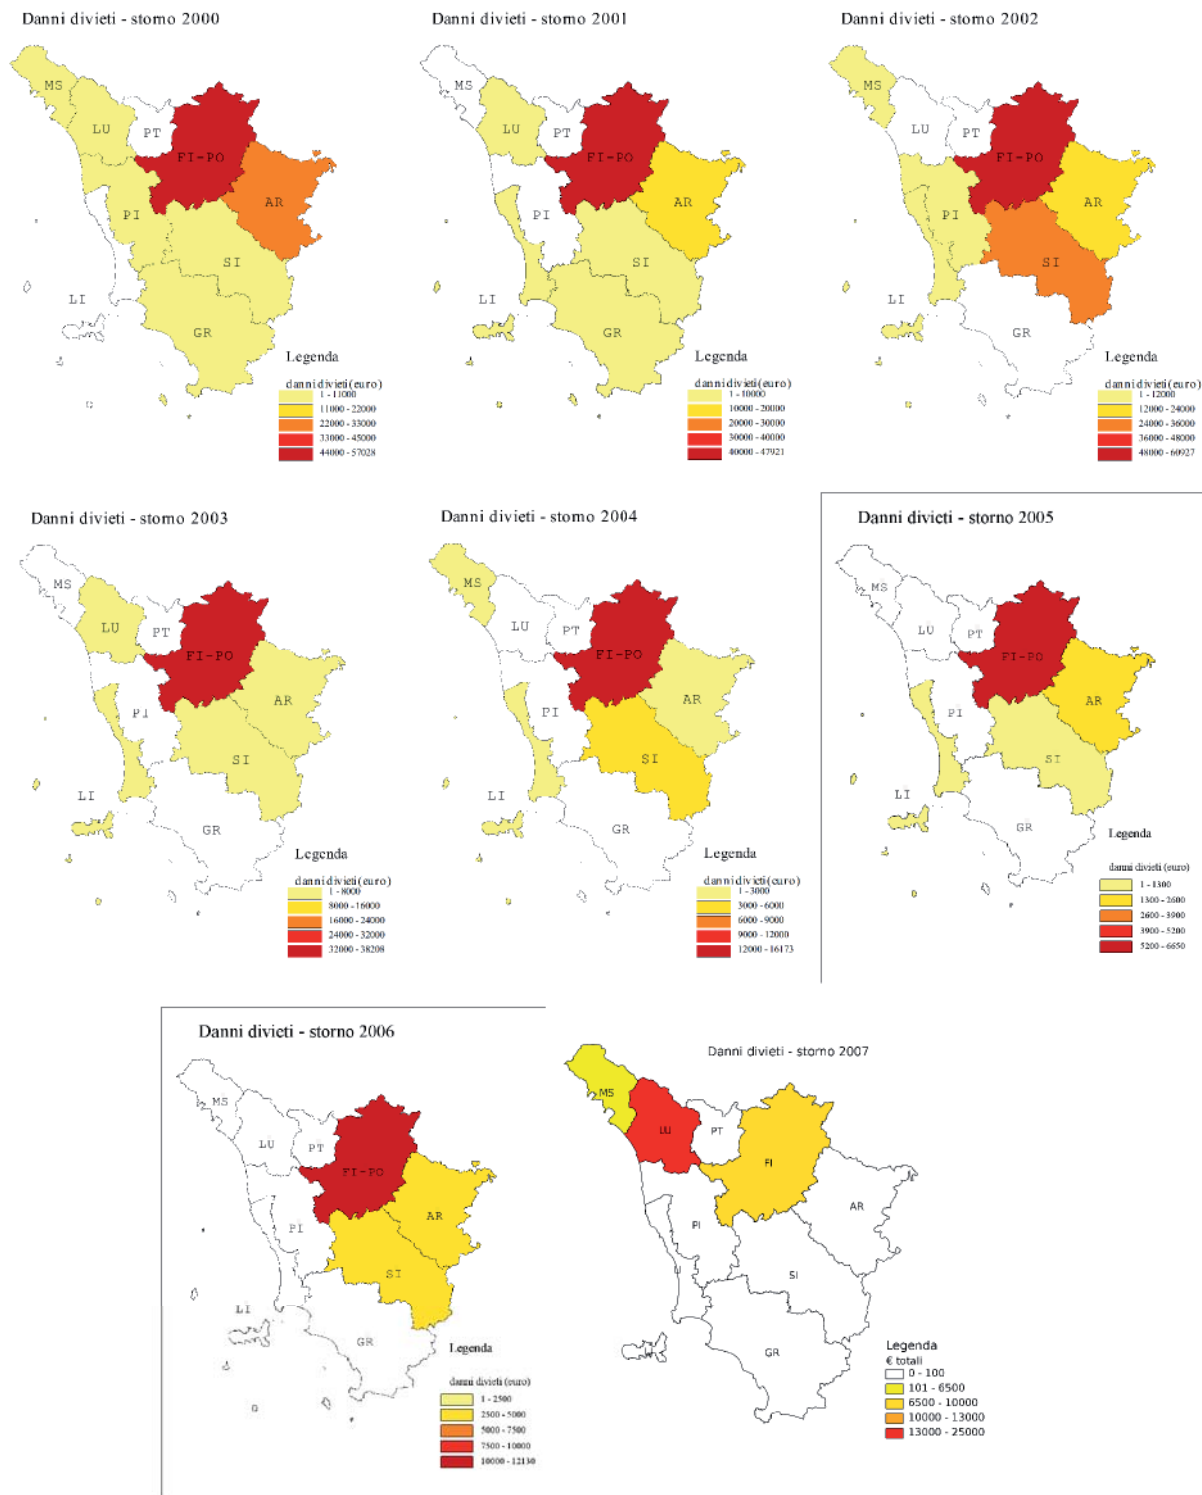 Danni divieti - storno 2000
MS
LU
PT
FI-PO
AR
PI
SI
LI
GR
Legenda
danni divieti (euro)
1 - 11000
11000 - 22000
22000 - 33000
33000 - 45000
44000 - 57028
Danni divieti - storno 2001
MS
LU
PT
FI-PO
AR
PI
SI
LI
GR
Legenda
danni divieti (euro)
1 - 10000
10000 - 20000
20000 - 30000
30000 - 40000
40000 - 47921
Danni divieti - storno 2002
MS
LU
PT
FI-PO
AR
PI
SI
LI
GR
Legenda
danni divieti (euro)
1 - 12000
12000 - 24000
24000 - 36000
36000 - 48000
48000 - 60927
Danni divieti - storno 2003
MS
LU
PT
FI-PO
AR
PI
SI
LI
GR
Legenda
danni divieti (euro)
1 - 8000
8000 - 16000
16000 - 24000
24000 - 32000
32000 - 38208
Danni divieti - storno 2004
MS
LU
PT
FI-PO
AR
PI
SI
LI
GR
Legenda
danni divieti (euro)
1 - 3000
3000 - 6000
6000 - 9000
9000 - 12000
12000 - 16173
Danni divieti - storno 2005
MS
LU
PT
FI-PO
AR
PI
SI
LI
GR
Legenda
danni divieti (euro)
1 - 1300
1300 - 2600
2600 - 3900
3900 - 5200
5200 - 6650
Danni divieti - storno 2006
MS
LU
PT
FI-PO
AR
PI
SI
LI
GR
Legenda
danni divieti (euro)
1 - 2500
2500 - 5000
5000 - 7500
7500 - 10000
10000 - 12130
Danni divieti - storno 2007
MS
LU
PT
FI
AR
PI
SI
LI
LI
GR
Legenda
€ totali
0 - 100
101 - 6500
6500 - 10000
10000 - 13000
13000 - 25000